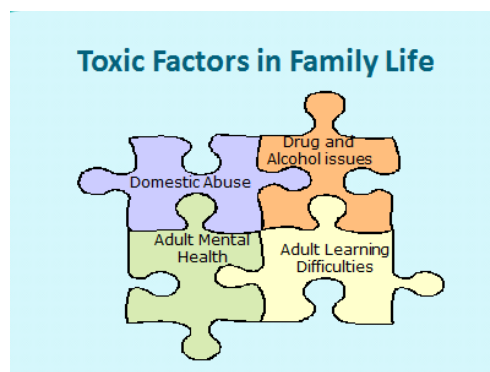 Toxic Factors in Family Life
Drug and
Alcohol issues
Domestic Abuse
Adult Mental
Health
Adult Learning
Difficulties